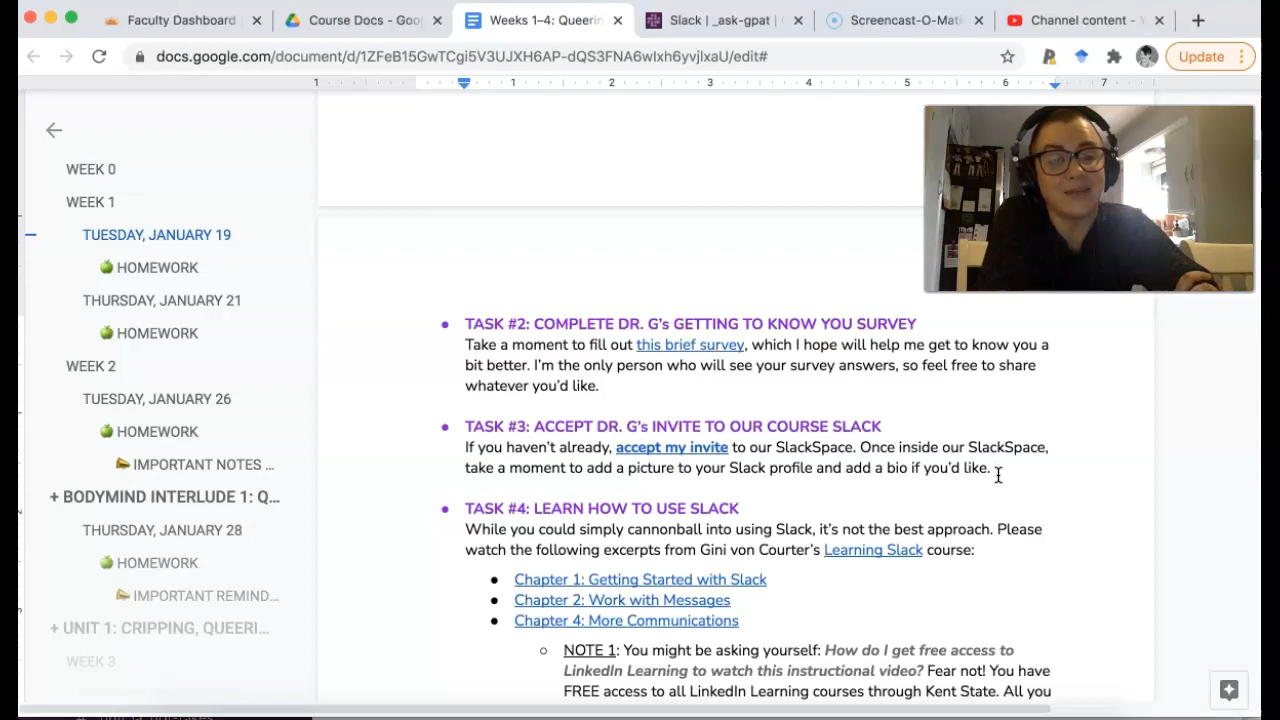 Faculty Dashboard
Course Docs - Goo
Weeks 1–4: Queerin
Slack | _ask-gpat |
Screencast-O-Mati
Channel content - Y
docs.google.com/document/d/1ZFeB15GwTCgi5V3UJXH6AP-dQS3FNA6wIxh6yvjlxaU/edit#
Update
1 1 2 3 4 5 6 7
WEEK 0
WEEK 1
TUESDAY, JANUARY 19
HOMEWORK
THURSDAY, JANUARY 21
HOMEWORK
WEEK 2
TUESDAY, JANUARY 26
HOMEWORK
IMPORTANT NOTES ...
+ BODYMIND INTERLUDE 1: Q...
THURSDAY, JANUARY 28
HOMEWORK
IMPORTANT REMIND...
+ UNIT 1: CRIPPING, QUEERI...
WEEK 3
● TASK #2: COMPLETE DR. G's GETTING TO KNOW YOU SURVEY
Take a moment to fill out this brief survey, which I hope will help me get to know you a
bit better. I'm the only person who will see your survey answers, so feel free to share
whatever you'd like.
● TASK #3: ACCEPT DR. G's INVITE TO OUR COURSE SLACK
If you haven't already, accept my invite to our SlackSpace. Once inside our SlackSpace,
take a moment to add a picture to your Slack profile and add a bio if you'd like.
● TASK #4: LEARN HOW TO USE SLACK
While you could simply cannonball into using Slack, it's not the best approach. Please
watch the following excerpts from Gini von Courter's Learning Slack course:
● Chapter 1: Getting Started with Slack
● Chapter 2: Work with Messages
● Chapter 4: More Communications
○ NOTE 1: You might be asking yourself: How do I get free access to
LinkedIn Learning to watch this instructional video? Fear not! You have
FREE access to all LinkedIn Learning courses through Kent State. All you